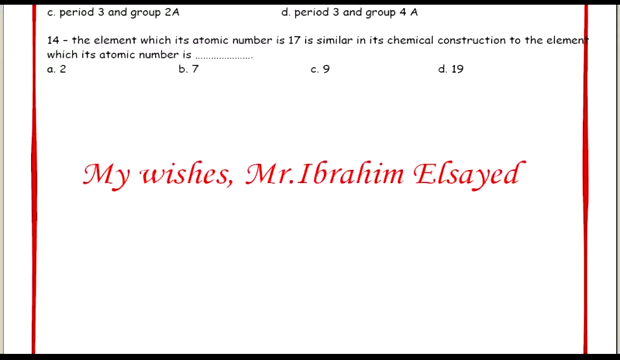 c. period 3 and group 2A d. period 3 and group 4 A
14 – the element which its atomic number is 17 is similar in its chemical construction to the element
which its atomic number is ......................
a. 2 b. 7 c. 9 d. 19
My wishes, Mr.Ibrahim Elsayed